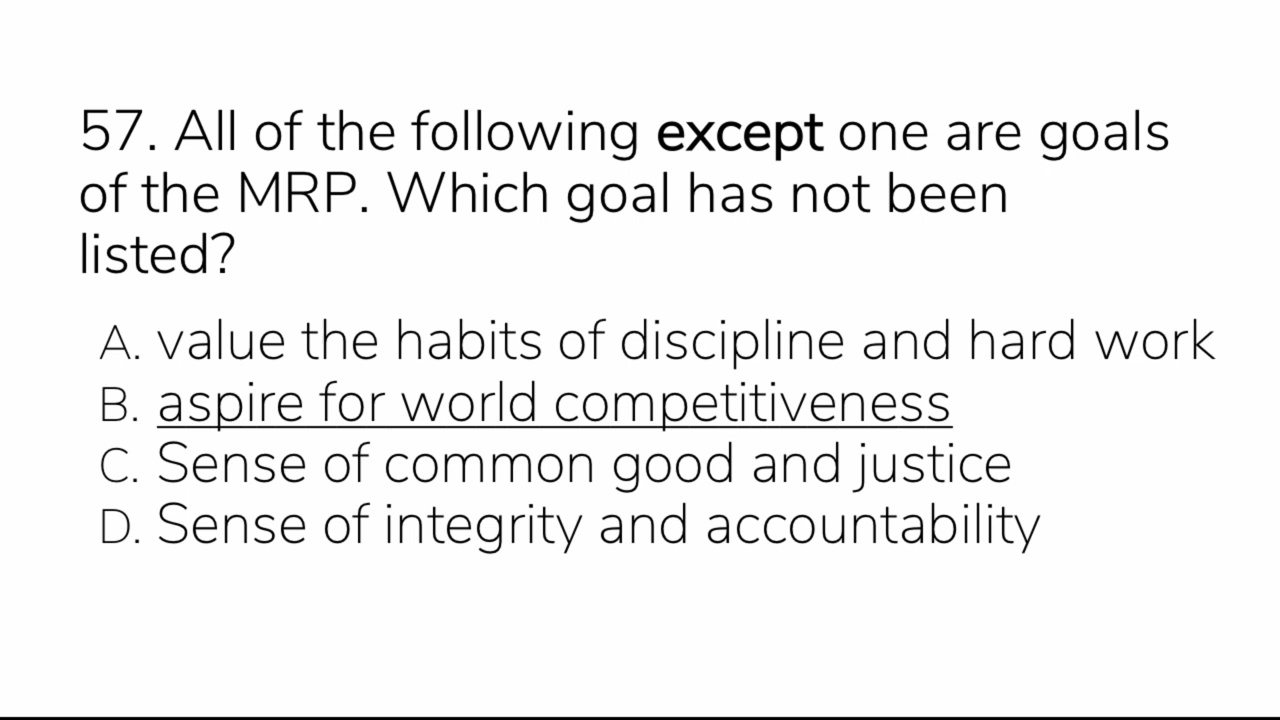 57. All of the following except one are goals
of the MRP. Which goal has not been
listed?
A. value the habits of discipline and hard work
B. aspire for world competitiveness
C. Sense of common good and justice
D. Sense of integrity and accountability